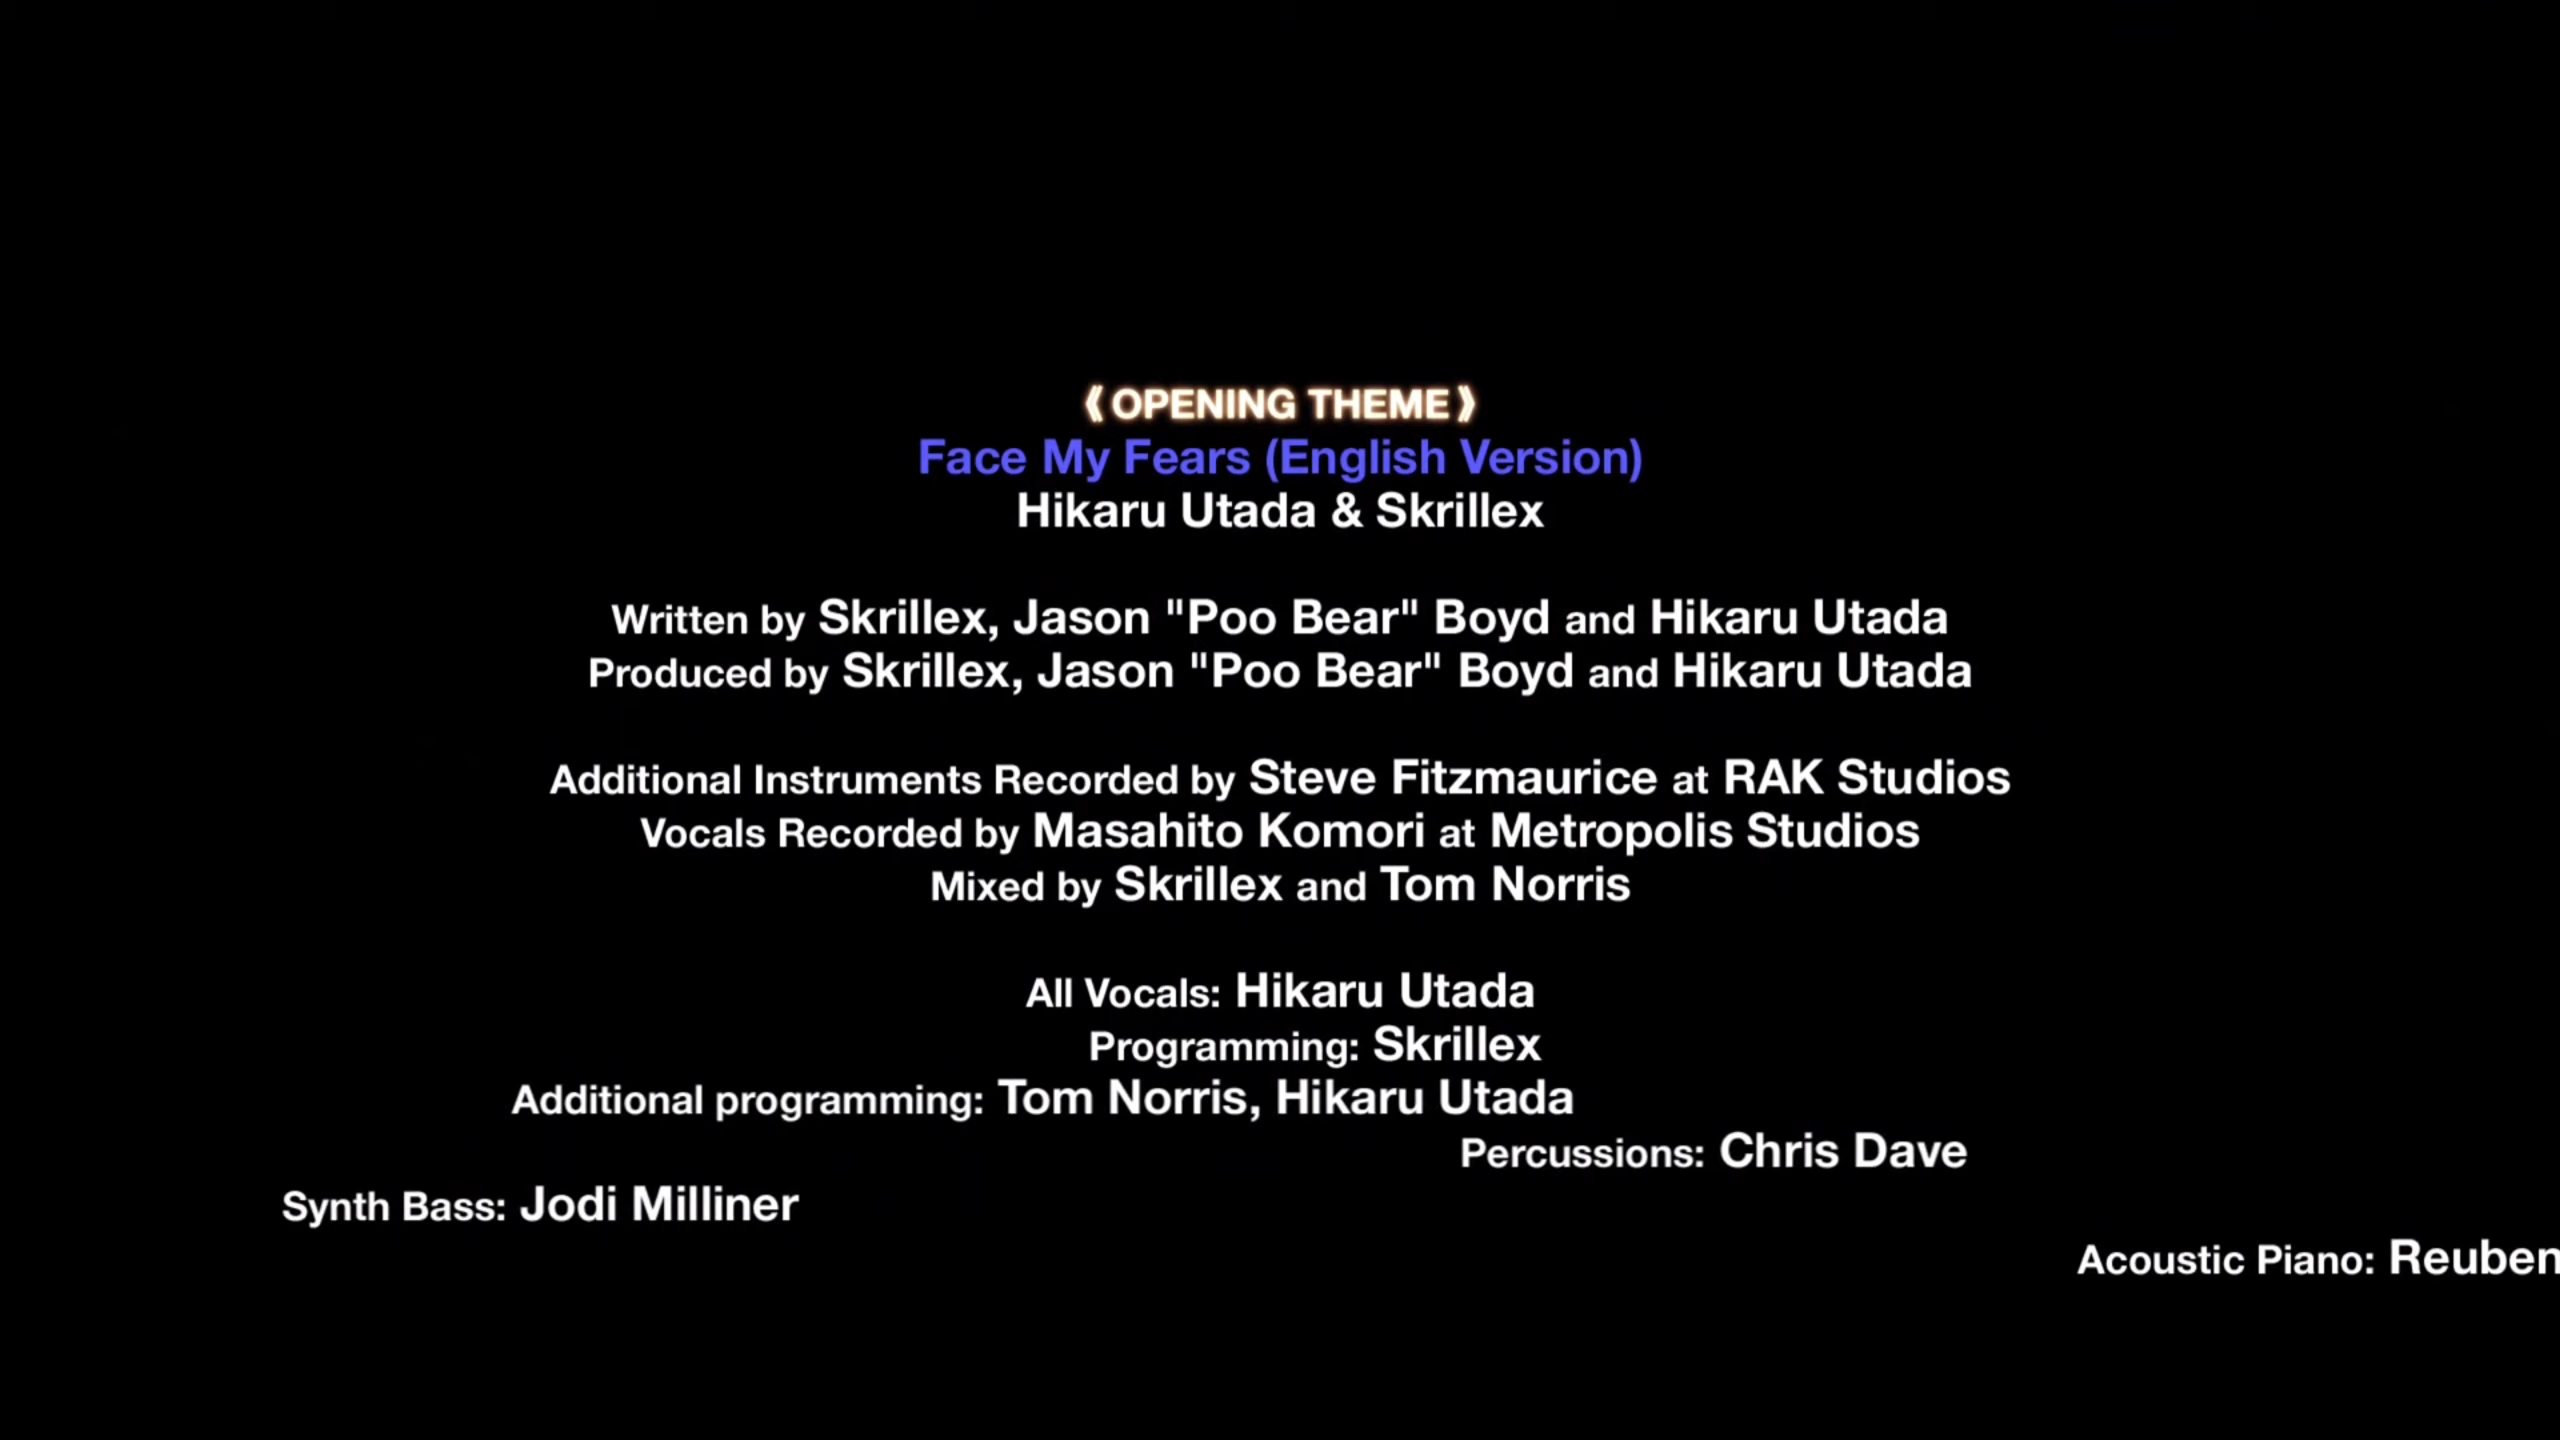 《OPENING THEME》
Face My Fears (English Version)
Hikaru Utada & Skrillex
Written by Skrillex, Jason "Poo Bear" Boyd and Hikaru Utada
Produced by Skrillex, Jason "Poo Bear" Boyd and Hikaru Utada
Additional Instruments Recorded by Steve Fitzmaurice at RAK Studios
Vocals Recorded by Masahito Komori at Metropolis Studios
Mixed by Skrillex and Tom Norris
All Vocals: Hikaru Utada
Programming: Skrillex
Additional programming: Tom Norris, Hikaru Utada
Percussions: Chris Dave
Synth Bass: Jodi Milliner
Acoustic Piano: Reuben